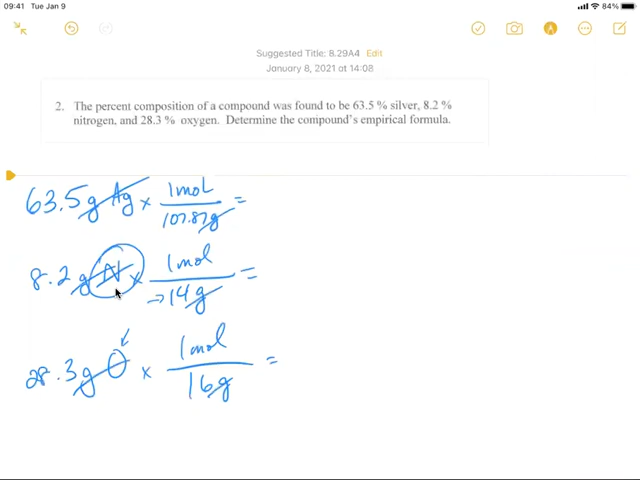 09:41 Tue Jan 9
84%
Suggested Title: 8.29A4 Edit
January 8, 2021 at 14:08
2. The percent composition of a compound was found to be 63.5 % silver, 8.2 %
nitrogen, and 28.3 % oxygen. Determine the compound's empirical formula.
63.5g Ag × 1mol / 107.87g =
8.2g N × 1mol / →14g =
28.3g O × 1mol / 16g =